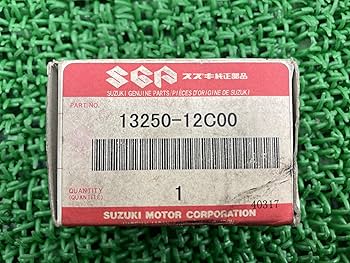 SGP スズキ純正部品
SUZUKI GENUINE PARTS/PIÈCES D'ORIGINE DE SUZUKI
PART NO.
13250-12C00
QUANTITY
(QUANTITÉ)
1
40317
SUZUKI MOTOR CORPORATION